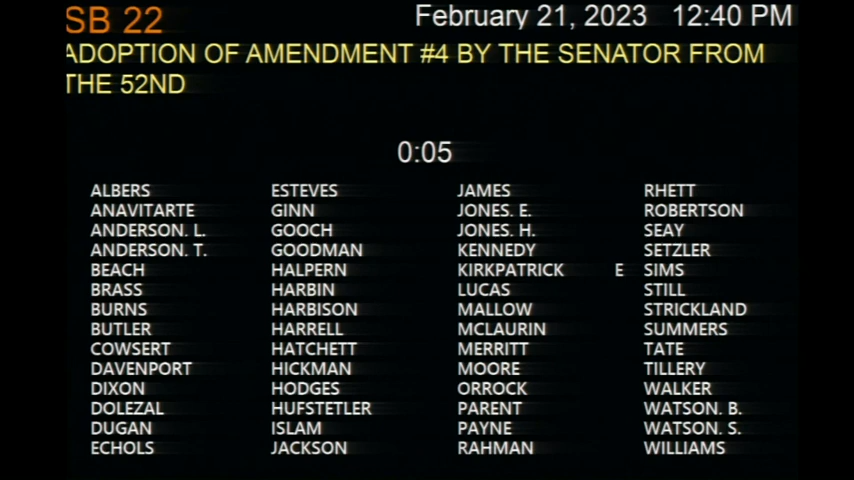 SB 22
February 21, 2023 12:40 PM
ADOPTION OF AMENDMENT #4 BY THE SENATOR FROM
THE 52ND
0:05
ALBERS
ANAVITARTE
ANDERSON. L.
ANDERSON. T.
BEACH
BRASS
BURNS
BUTLER
COWSERT
DAVENPORT
DIXON
DOLEZAL
DUGAN
ECHOLS
ESTEVES
GINN
GOOCH
GOODMAN
HALPERN
HARBIN
HARBISON
HARRELL
HATCHETT
HICKMAN
HODGES
HUFSTETLER
ISLAM
JACKSON
JAMES
JONES. E.
JONES. H.
KENNEDY
KIRKPATRICK
LUCAS
MALLOW
MCLAURIN
MERRITT
MOORE
ORROCK
PARENT
PAYNE
RAHMAN
RHETT
ROBERTSON
SEAY
SETZLER
E SIMS
STILL
STRICKLAND
SUMMERS
TATE
TILLERY
WALKER
WATSON. B.
WATSON. S.
WILLIAMS